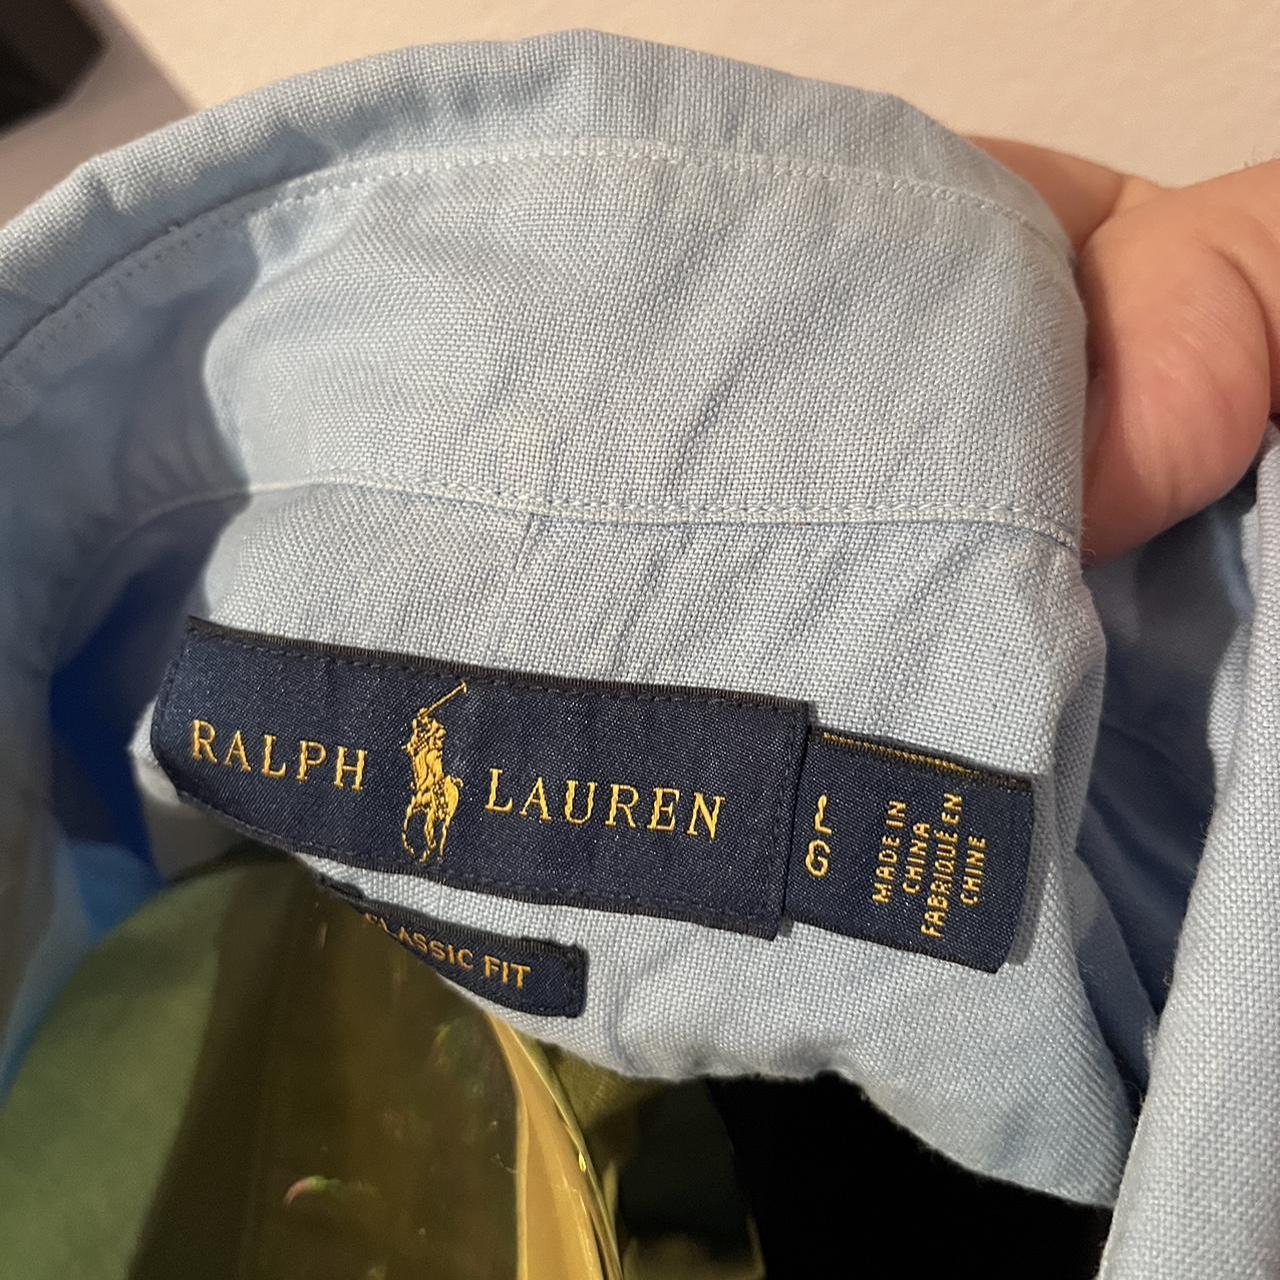 RALPH LAUREN
L
G
MADE IN
CHINA
FABRIQUÉ EN
CHINE
CLASSIC FIT